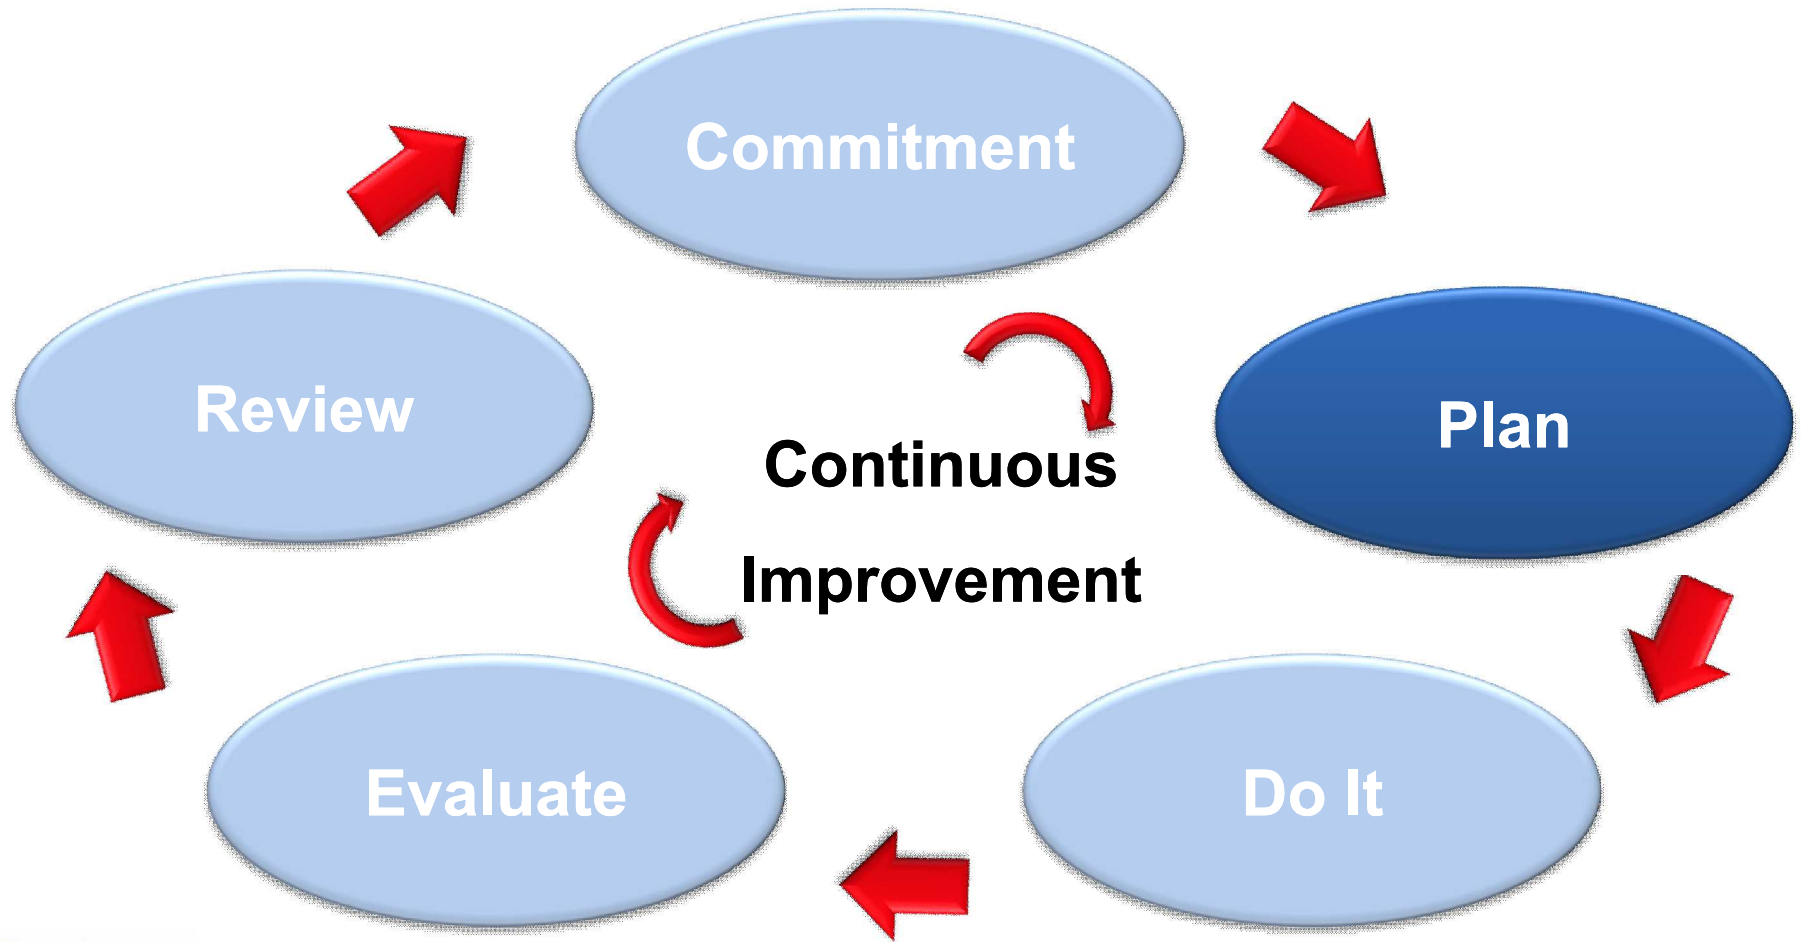 Commitment
Review
Plan
Continuous
Improvement
Evaluate
Do It